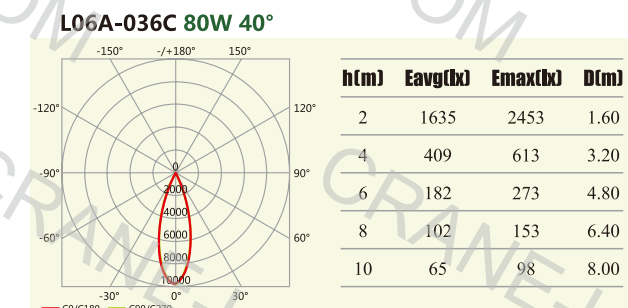 L06A-036C 80W 40°
-150° -/+180° 150°
-120° 120°
-90° 0 90°
2000
4000
-60° 6000 60°
8000
10000
-30° 0° 30°
h(m) Eavg(lx) Emax(lx) D(m)
2 1635 2453 1.60
4 409 613 3.20
6 182 273 4.80
8 102 153 6.40
10 65 98 8.00
CRANE